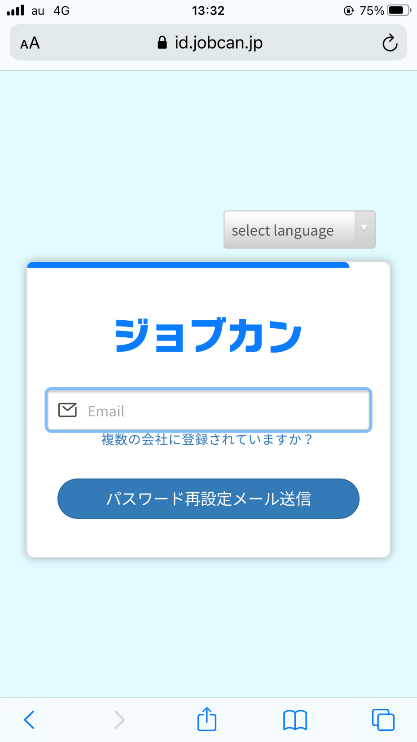 au 4G 13:32 75%
AA id.jobcan.jp
select language
ジョブカン
Email
複数の会社に登録されていますか？
パスワード再設定メール送信